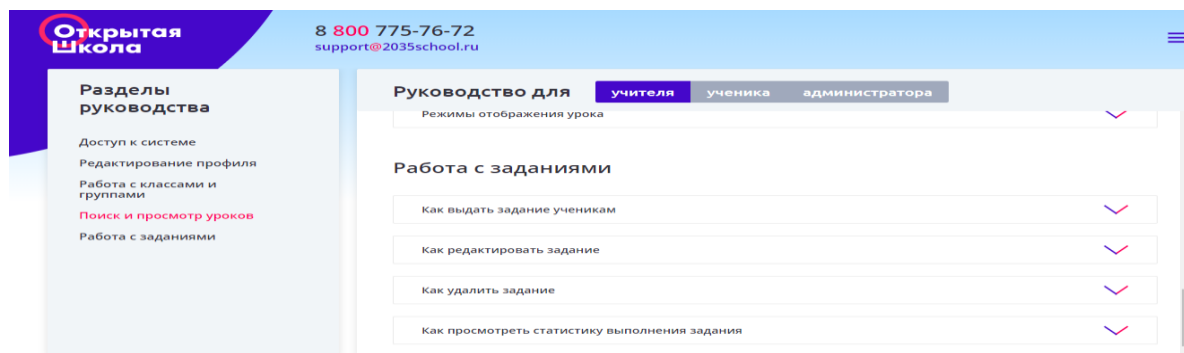 Открытая
Школа
8 800 775-76-72
support@2035school.ru
Разделы
руководства
Доступ к системе
Редактирование профиля
Работа с классами и
группами
Поиск и просмотр уроков
Работа с заданиями
Руководство для
учителя
ученика
администратора
Режимы отображения урока
Работа с заданиями
Как выдать задание ученикам
Как редактировать задание
Как удалить задание
Как просмотреть статистику выполнения задания